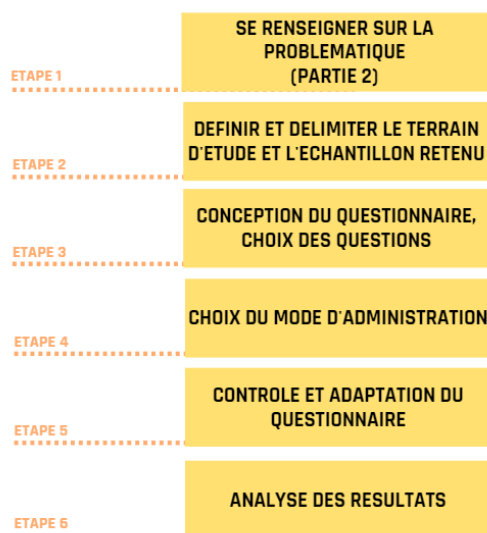 SE RENSEIGNER SUR LA
PROBLEMATIQUE
(PARTIE 2)
ETAPE 1
DEFINIR ET DELIMITER LE TERRAIN
D'ETUDE ET L'ECHANTILLON RETENU
ETAPE 2
CONCEPTION DU QUESTIONNAIRE,
CHOIX DES QUESTIONS
ETAPE 3
CHOIX DU MODE D'ADMINISTRATION
ETAPE 4
CONTROLE ET ADAPTATION DU
QUESTIONNAIRE
ETAPE 5
ANALYSE DES RESULTATS
ETAPE 6